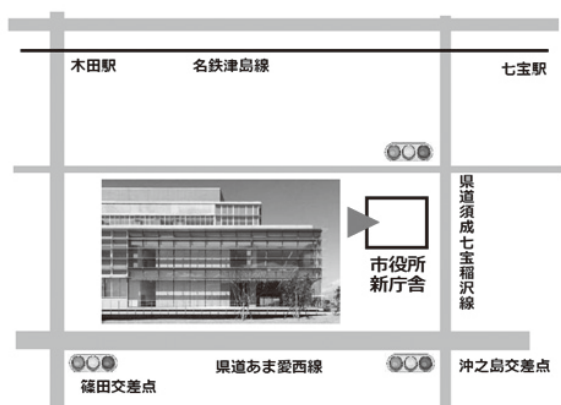 木田駅
名鉄津島線
七宝駅
県道須成七宝稲沢線
市役所
新庁舎
県道あま愛西線
沖之島交差点
篠田交差点